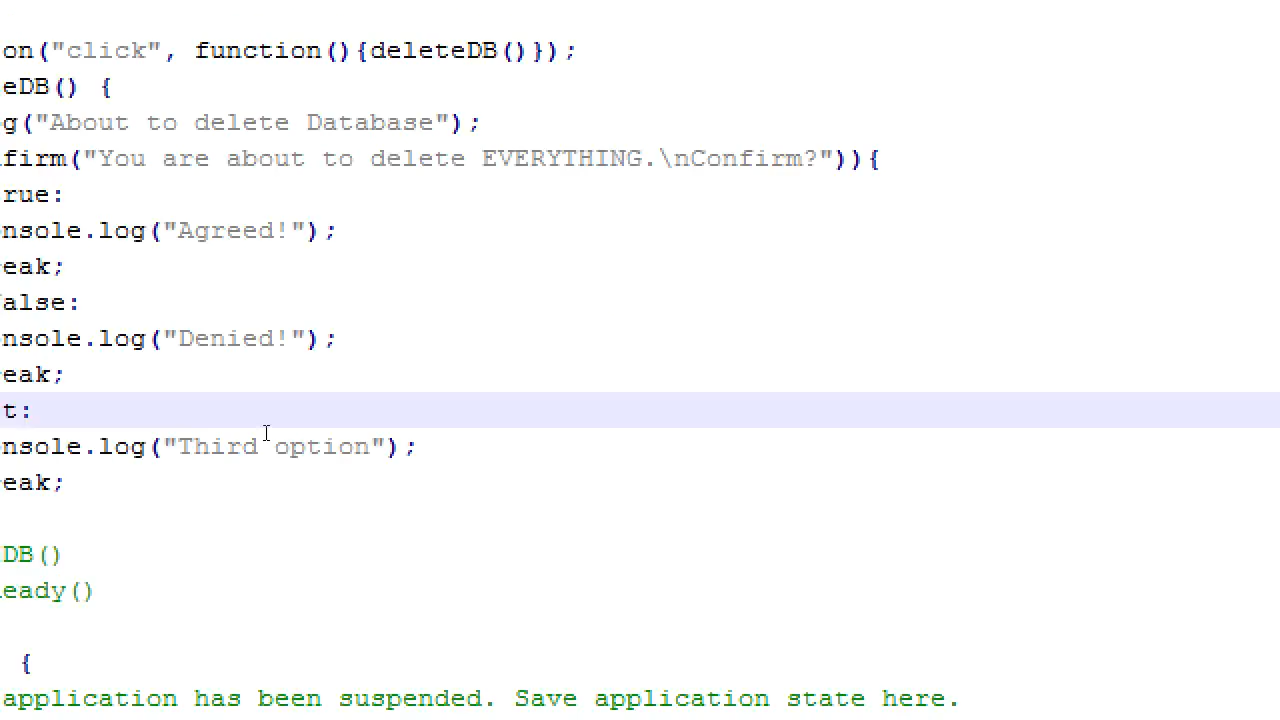 on("click", function(){deleteDB()});
eDB() {
g("About to delete Database");
firm("You are about to delete EVERYTHING.\nConfirm?")){
rue:
nsole.log("Agreed!");
eak;
alse:
nsole.log("Denied!");
eak;
t:
nsole.log("Third option");
eak;
DB()
eady()
{
application has been suspended. Save application state here.